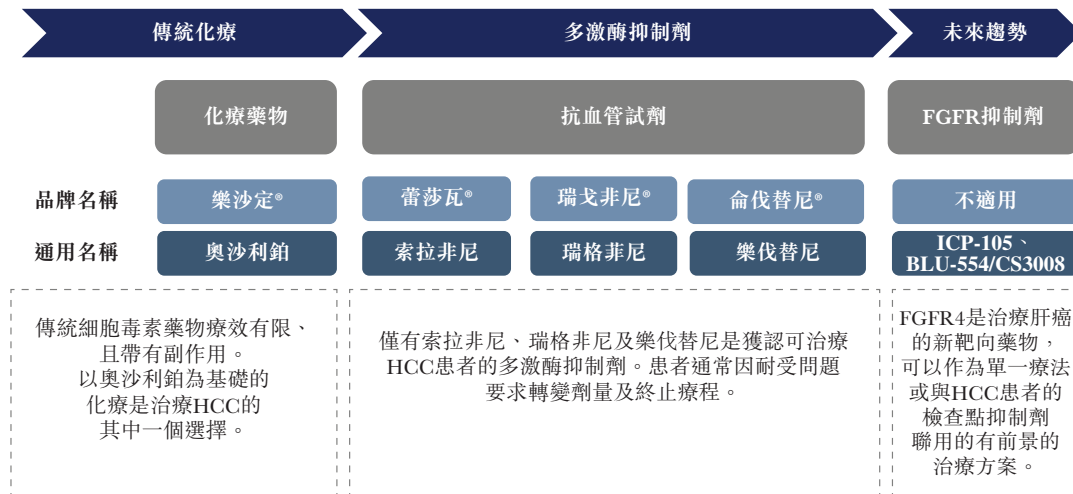 傳統化療
多激酶抑制劑
未來趨勢
化療藥物
抗血管試劑
FGFR抑制劑
品牌名稱
樂沙定®
蕾莎瓦®
瑞戈非尼®
侖伐替尼®
不適用
通用名稱
奧沙利鉑
索拉非尼
瑞格非尼
樂伐替尼
ICP-105、
BLU-554/CS3008
傳統細胞毒素藥物療效有限、
且帶有副作用。
以奧沙利鉑為基礎的
化療是治療HCC的
其中一個選擇。
僅有索拉非尼、瑞格非尼及樂伐替尼是獲認可治療
HCC患者的多激酶抑制劑。患者通常因耐受問題
要求轉變劑量及終止療程。
FGFR4是治療肝癌
的新靶向藥物，
可以作為單一療法
或與HCC患者的
檢查點抑制劑
聯用的有前景的
治療方案。